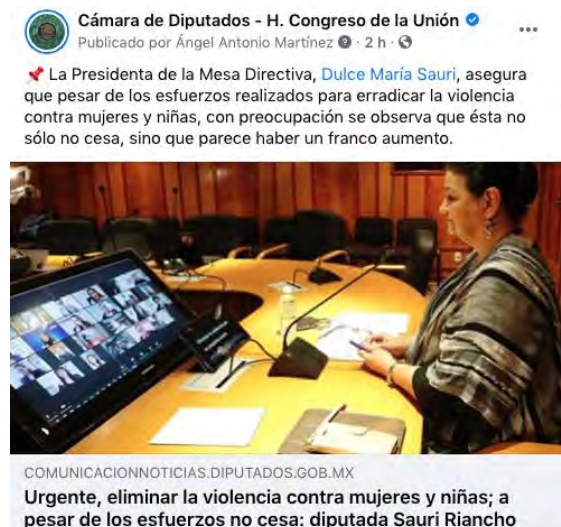 Cámara de Diputados - H. Congreso de la Unión
Publicado por Ángel Antonio Martínez · 2 h ·
La Presidenta de la Mesa Directiva, Dulce María Sauri, asegura
que pesar de los esfuerzos realizados para erradicar la violencia
contra mujeres y niñas, con preocupación se observa que ésta no
sólo no cesa, sino que parece haber un franco aumento.
COMUNICACIONNOTICIAS.DIPUTADOS.GOB.MX
Urgente, eliminar la violencia contra mujeres y niñas; a
pesar de los esfuerzos no cesa: diputada Sauri Riancho